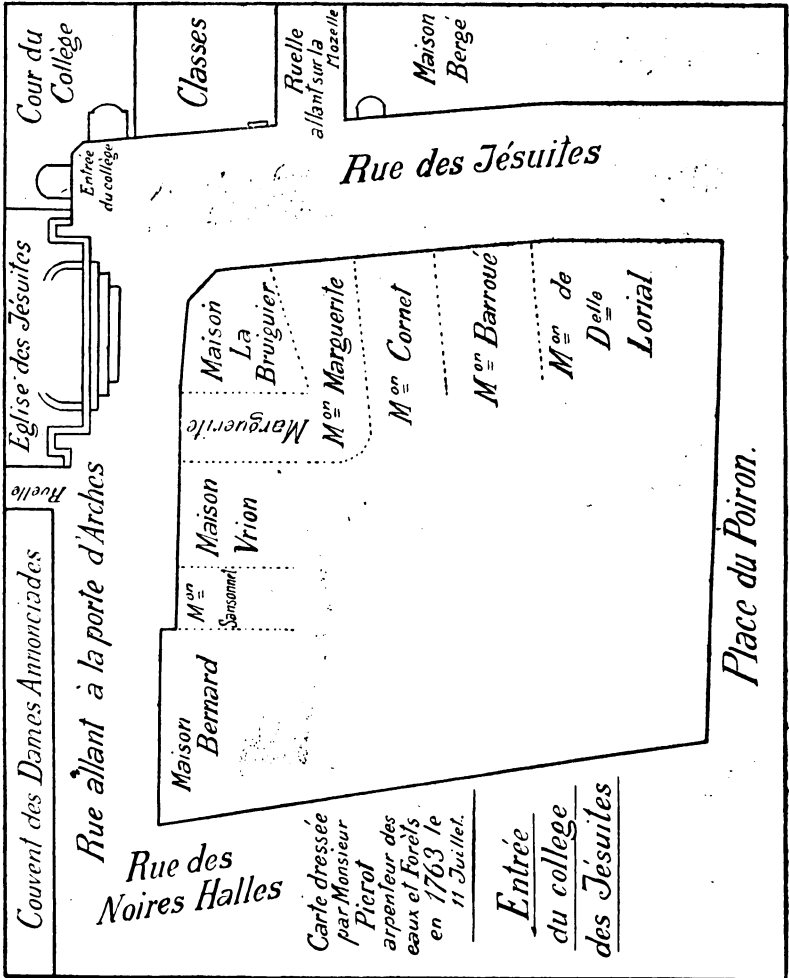 Couvent des Dames Annonciades
Ruelle
Eglise des Jésuites
Cour du
Collège
Entrée
du collège
Classes
Ruelle
allant sur la
Mozelle
Maison
Bergé
Rue allant à la porte d'Arches
Rue des Jésuites
Maison
Bernard
Mon
Sansonnet
Maison
Vrion
Marguerite
Maison
La
Bruiguier
Mon Marguerite
Mon Cornet
Mon Barroué
Mon de
Delle
Lorial
Rue des
Noires Halles
Place du Poiron.
Carte dressée
par Monsieur
Pierot
arpenteur des
eaux et Forêts
en 1763 le
11 Juillet.
Entrée
du college
des Jésuites